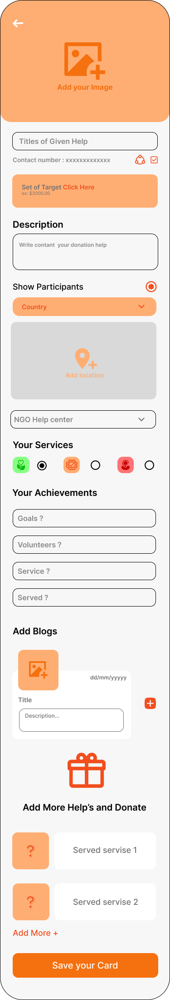 Add your Image
Titles of Given Help
Contact number : xxxxxxxxxxxxx
Set of Target Click Here
ex: $2000.00
Description
Write contant your donation help
Show Participants
Country
Add location
NGO Help center
Your Services
Your Achievements
Goals ?
Volunteers ?
Service ?
Served ?
Add Blogs
dd/mm/yyyyy
Title
Description...
Add More Help's and Donate
?
Served servise 1
?
Served servise 2
Add More +
Save your Card